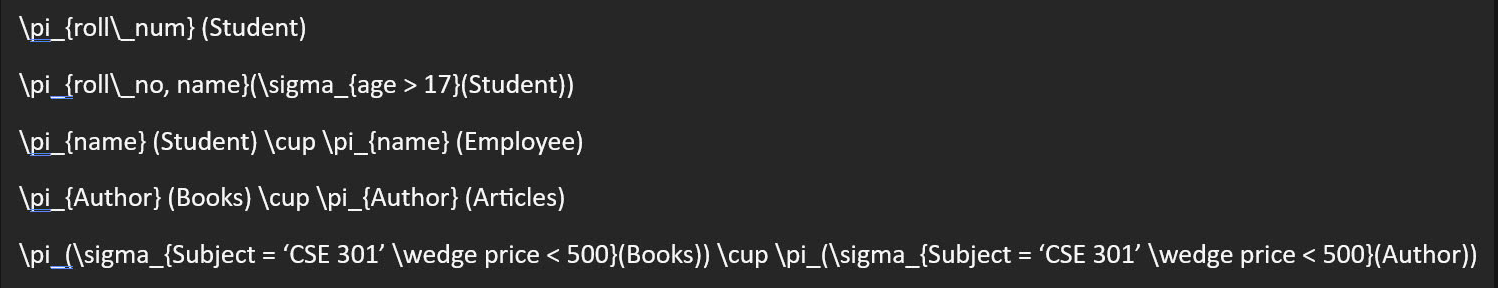 \pi_{roll\_num} (Student)
\pi_{roll\_no, name}(\sigma_{age > 17}(Student))
\pi_{name} (Student) \cup \pi_{name} (Employee)
\pi_{Author} (Books) \cup \pi_{Author} (Articles)
\pi_(\sigma_{Subject = ‘CSE 301’ \wedge price < 500}(Books)) \cup \pi_(\sigma_{Subject = ‘CSE 301’ \wedge price < 500}(Author))